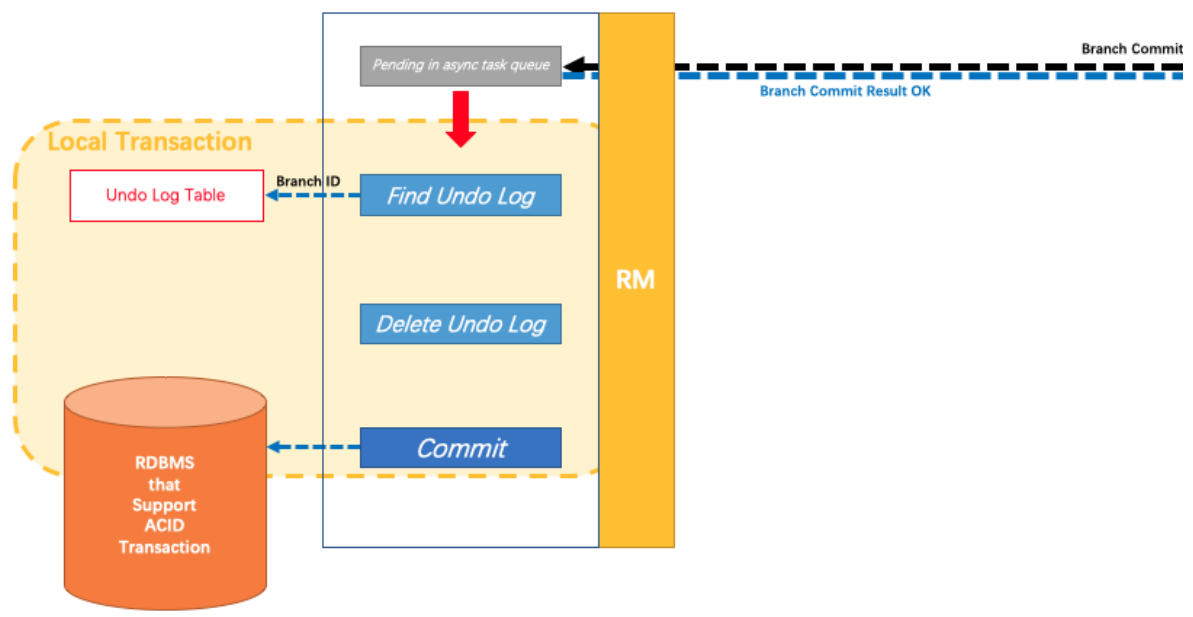 Branch Commit
Pending in async task queue
Branch Commit Result OK
Local Transaction
Undo Log Table
Branch ID
Find Undo Log
RM
Delete Undo Log
Commit
RDBMS
that
Support
ACID
Transaction